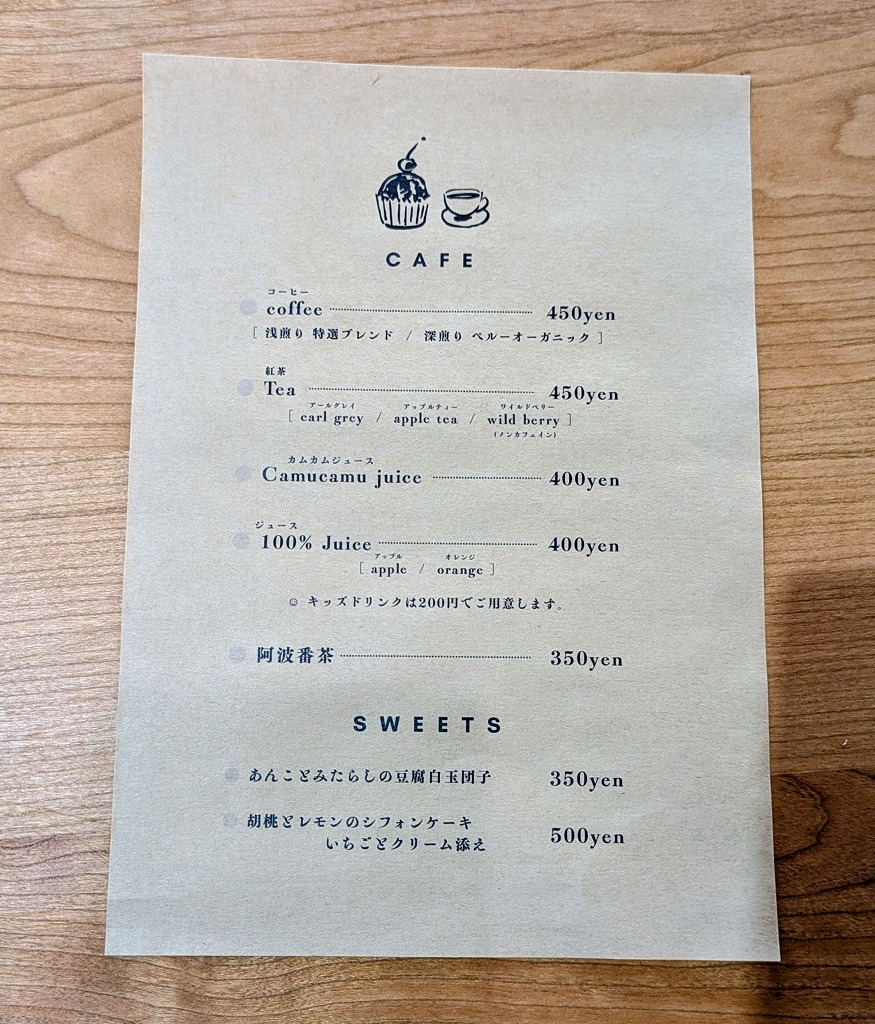 CAFE
コーヒー
coffee 450yen
[ 浅煎り 特選ブレンド / 深煎り ペルーオーガニック ]
紅茶
Tea 450yen
アールグレイ アップルティー ワイルドベリー
[ earl grey / apple tea / wild berry ]
(ノンカフェイン)
カムカムジュース
Camucamu juice 400yen
ジュース
100% Juice 400yen
アップル オレンジ
[ apple / orange ]
☺ キッズドリンクは200円でご用意します。
阿波番茶 350yen
SWEETS
あんことみたらしの豆腐白玉団子 350yen
胡桃とレモンのシフォンケーキ
いちごとクリーム添え 500yen